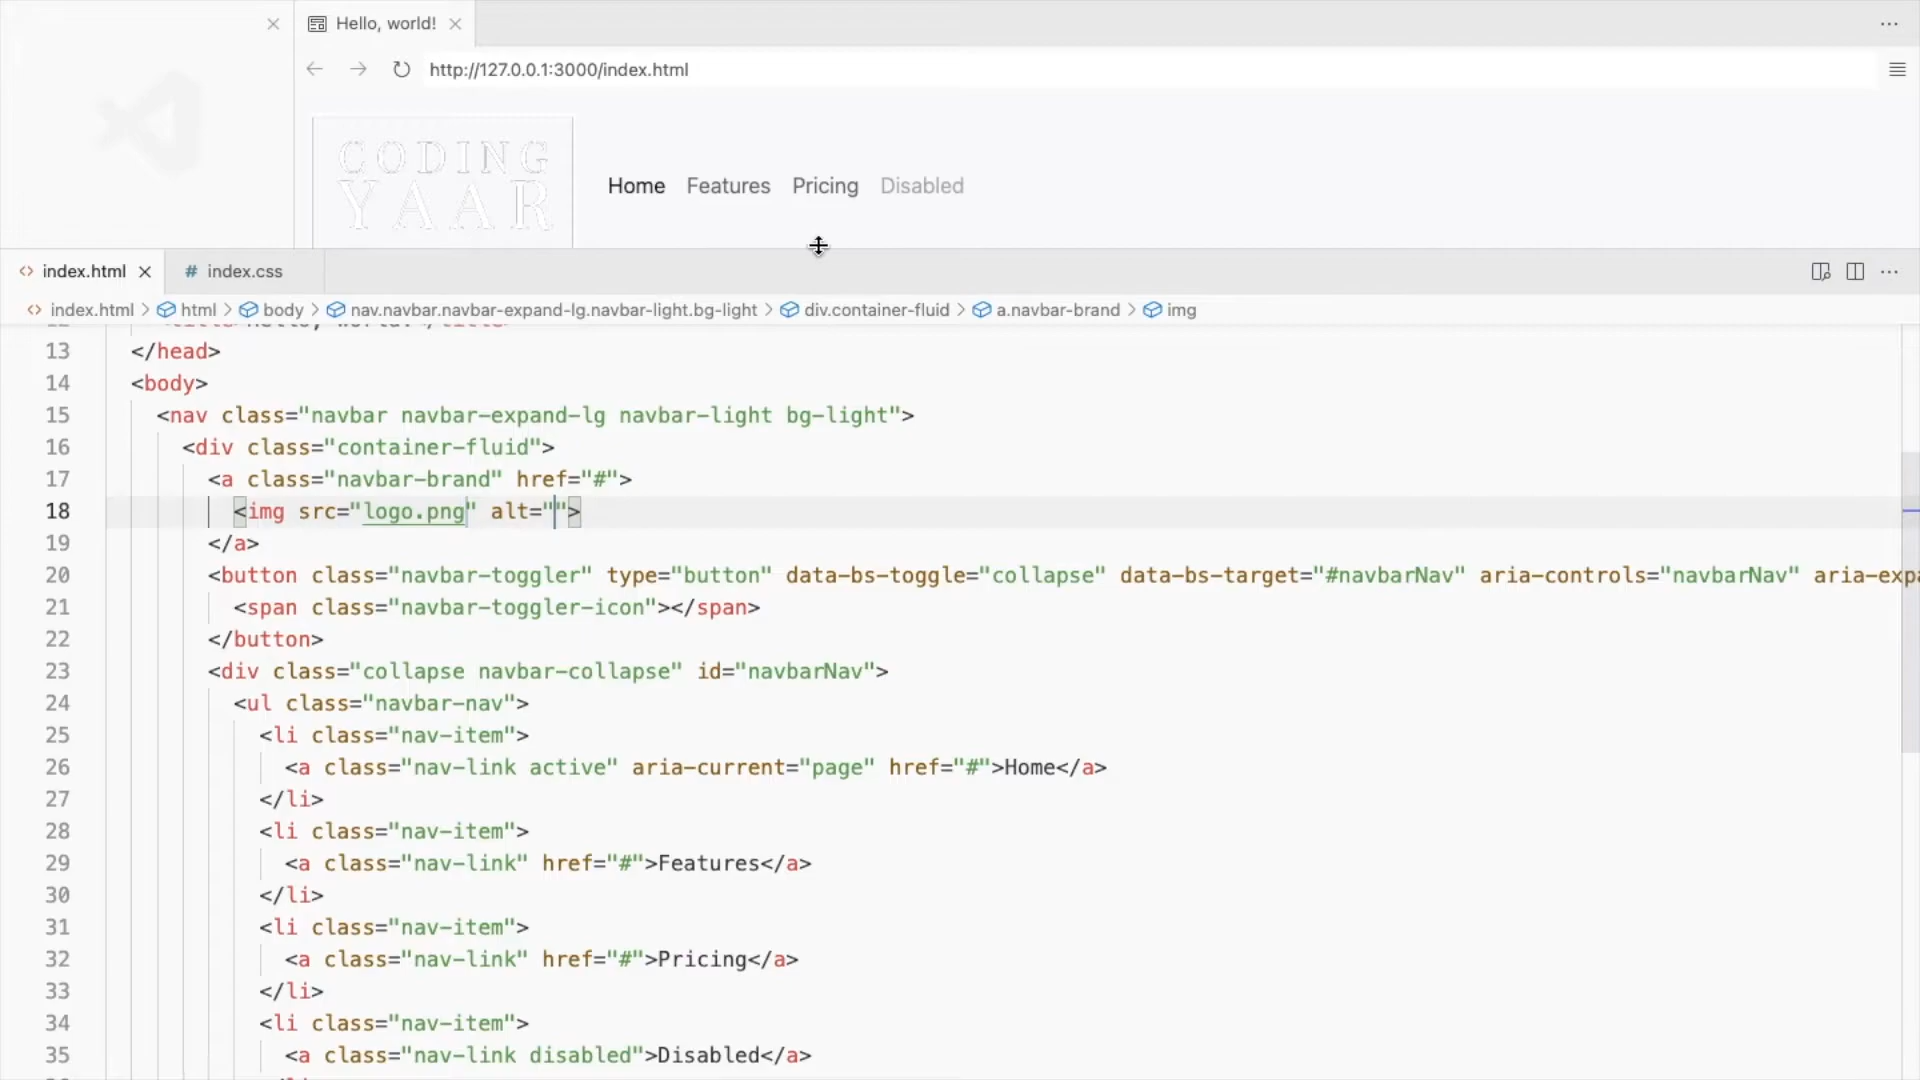 Hello, world!
http://127.0.0.1:3000/index.html
CODING
YAAR
Home Features Pricing Disabled
index.html # index.css
index.html > html > body > nav.navbar.navbar-expand-lg.navbar-light.bg-light > div.container-fluid > a.navbar-brand > img
13 </head>
14 <body>
15 <nav class="navbar navbar-expand-lg navbar-light bg-light">
16 <div class="container-fluid">
17 <a class="navbar-brand" href="#">
18 <img src="logo.png" alt="">
19 </a>
20 <button class="navbar-toggler" type="button" data-bs-toggle="collapse" data-bs-target="#navbarNav" aria-controls="navbarNav" aria-exp
21 <span class="navbar-toggler-icon"></span>
22 </button>
23 <div class="collapse navbar-collapse" id="navbarNav">
24 <ul class="navbar-nav">
25 <li class="nav-item">
26 <a class="nav-link active" aria-current="page" href="#">Home</a>
27 </li>
28 <li class="nav-item">
29 <a class="nav-link" href="#">Features</a>
30 </li>
31 <li class="nav-item">
32 <a class="nav-link" href="#">Pricing</a>
33 </li>
34 <li class="nav-item">
35 <a class="nav-link disabled">Disabled</a>